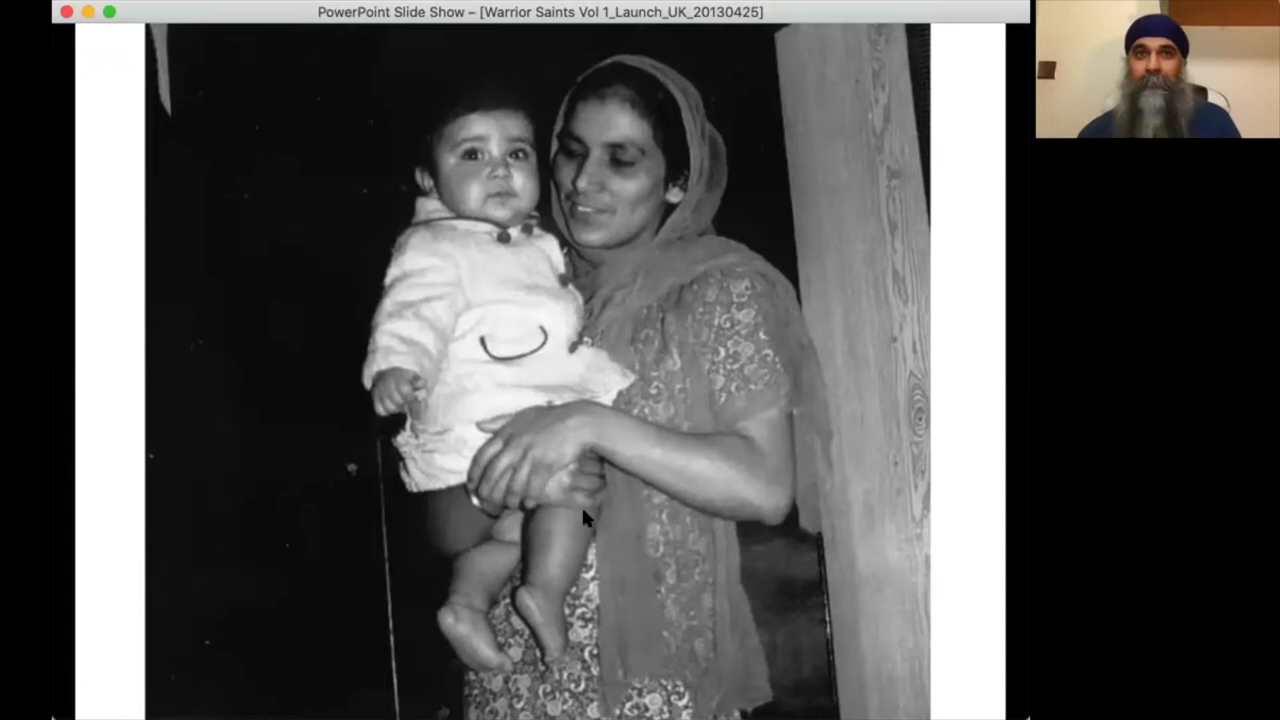 PowerPoint Slide Show – [Warrior Saints Vol 1_Launch_UK_20130425]